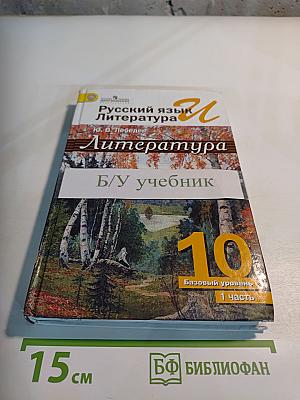 Русский язык И
Литература
Ю. В. Лебедев
Литература
Б/У учебник
10
Базовый уровень
1 часть
15 см
БФ БИБЛИОФАН